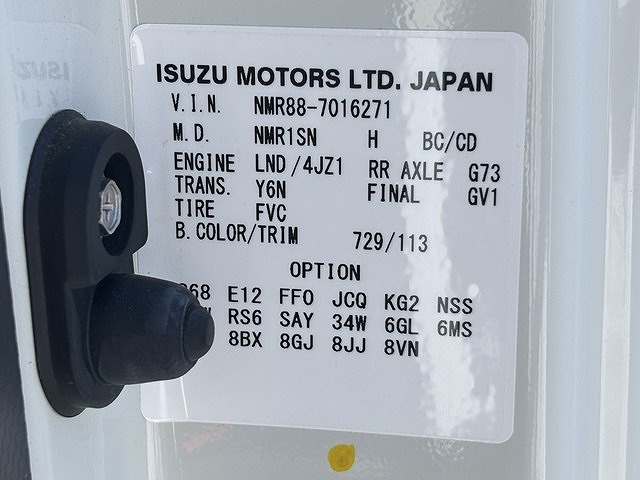 ISUZU MOTORS LTD. JAPAN
V.I.N. NMR88-7016271
M.D. NMR1SN H BC/CD
ENGINE LND/4JZ1 RR AXLE G73
TRANS. Y6N FINAL GV1
TIRE FVC
B.COLOR/TRIM 729/113
OPTION
E12 FFO JCQ KG2 NSS
RS6 SAY 34W 6GL 6MS
8BX 8GJ 8JJ 8VN